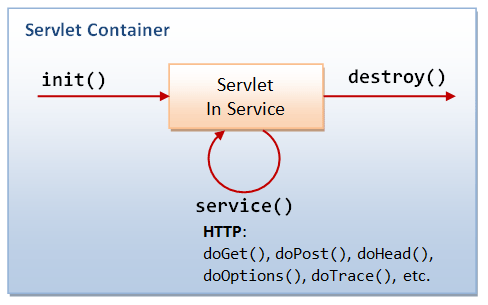 Servlet Container
init()
Servlet
In Service
destroy()
service()
HTTP:
doGet(), doPost(), doHead(),
doOptions(), doTrace(), etc.